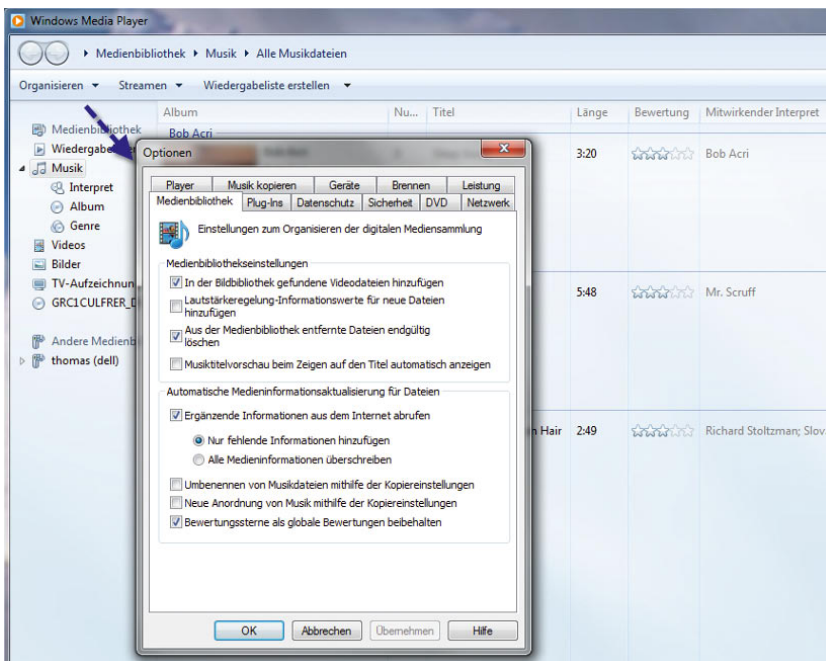 Windows Media Player
Medienbibliothek Musik Alle Musikdateien
Organisieren Streamen Wiedergabeliste erstellen
Album Nu... Titel Länge Bewertung Mitwirkender Interpret
Medienbibliothek
Bob Acri
Musik
Interpret
Album
Genre
Videos
Bilder
TV-Aufzeichnun
GRC1CULFRER_D
Andere Medienb
thomas (dell)
3:20 Bob Acri
5:48 Mr. Scruff
n Hair 2:49 Richard Stoltzman; Slov
Optionen
Player Musik kopieren Geräte Brennen Leistung
Medienbibliothek Plug-Ins Datenschutz Sicherheit DVD Netzwerk
Einstellungen zum Organisieren der digitalen Mediensammlung
Medienbibliothekseinstellungen
In der Bildbibliothek gefundene Videodateien hinzufügen
Lautstärkeregelung-Informationswerte für neue Dateien
hinzufügen
Aus der Medienbibliothek entfernte Dateien endgültig
löschen
Musiktitelvorschau beim Zeigen auf den Titel automatisch anzeigen
Automatische Medieninformationsaktualisierung für Dateien
Ergänzende Informationen aus dem Internet abrufen
Nur fehlende Informationen hinzufügen
Alle Medieninformationen überschreiben
Umbenennen von Musikdateien mithilfe der Kopiereinstellungen
Neue Anordnung von Musik mithilfe der Kopiereinstellungen
Bewertungssterne als globale Bewertungen beibehalten
OK Abbrechen Übernehmen Hilfe